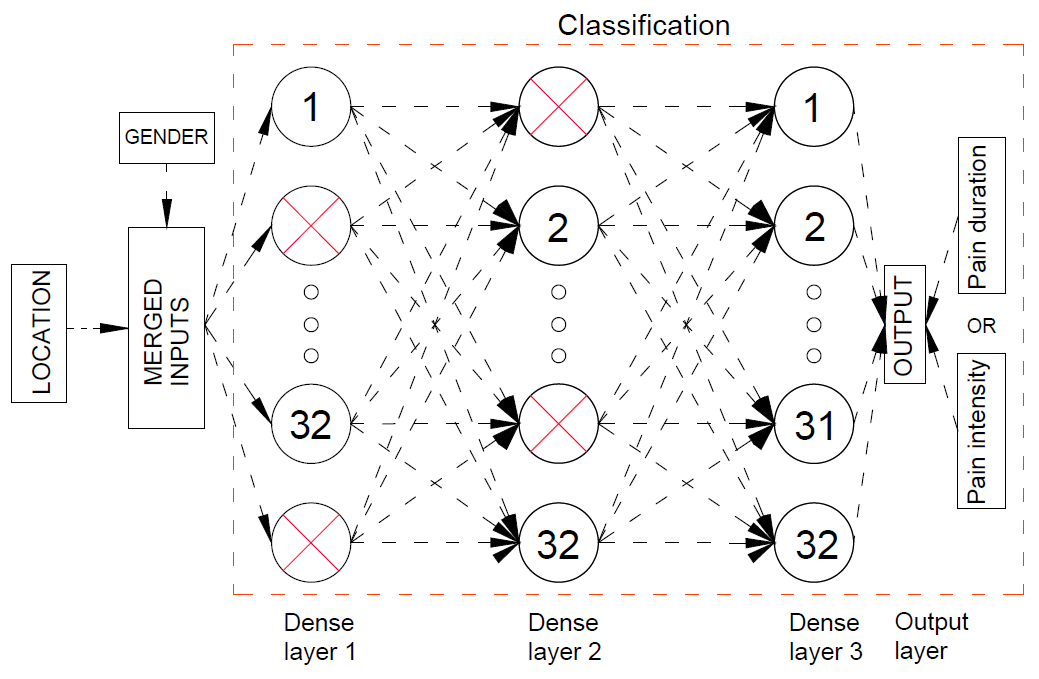 Classification
GENDER
LOCATION
MERGED
INPUTS
1
32
2
32
1
2
31
32
OUTPUT
Pain duration
OR
Pain intensity
Dense
layer 1
Dense
layer 2
Dense
layer 3
Output
layer